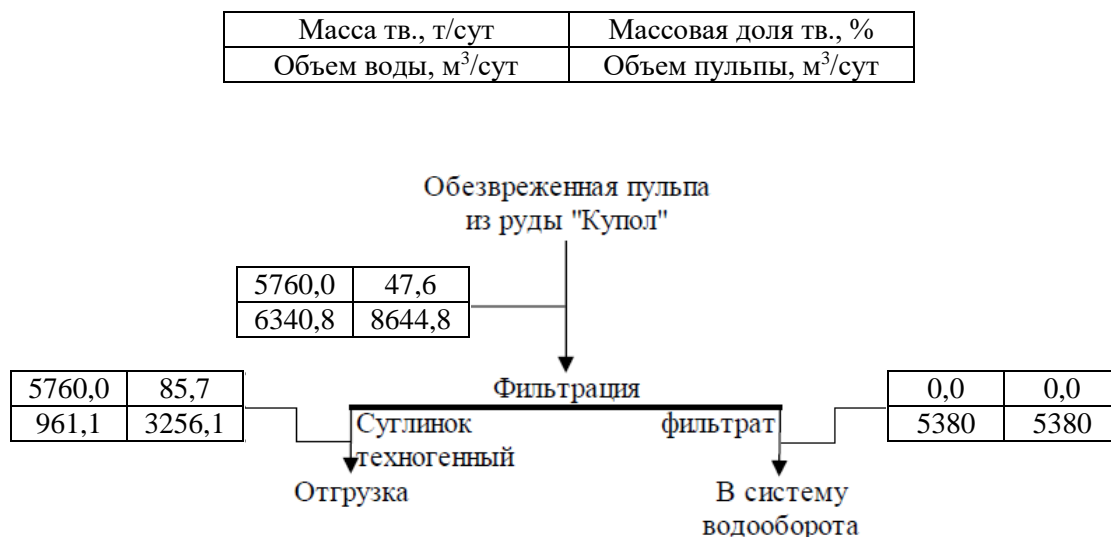 Масса тв., т/сут Массовая доля тв., %
Объем воды, м³/сут Объем пульпы, м³/сут
Обезвреженная пульпа
из руды "Купол"
5760,0 47,6
6340,8 8644,8
5760,0 85,7
961,1 3256,1
Фильтрация
0,0 0,0
5380 5380
Суглинок
техногенный
фильтрат
Отгрузка
В систему
водооборота